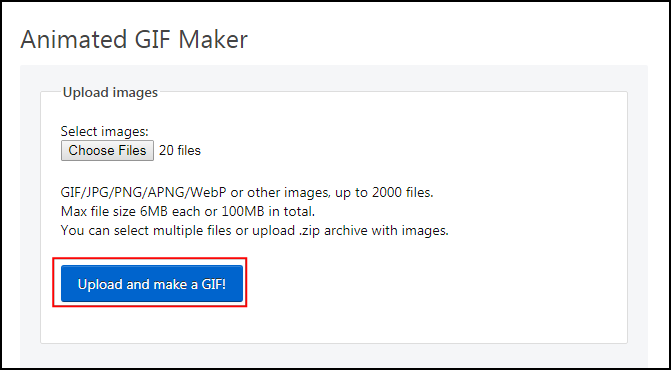 Animated GIF Maker
Upload images
Select images:
Choose Files 20 files
GIF/JPG/PNG/APNG/WebP or other images, up to 2000 files.
Max file size 6MB each or 100MB in total.
You can select multiple files or upload .zip archive with images.
Upload and make a GIF!